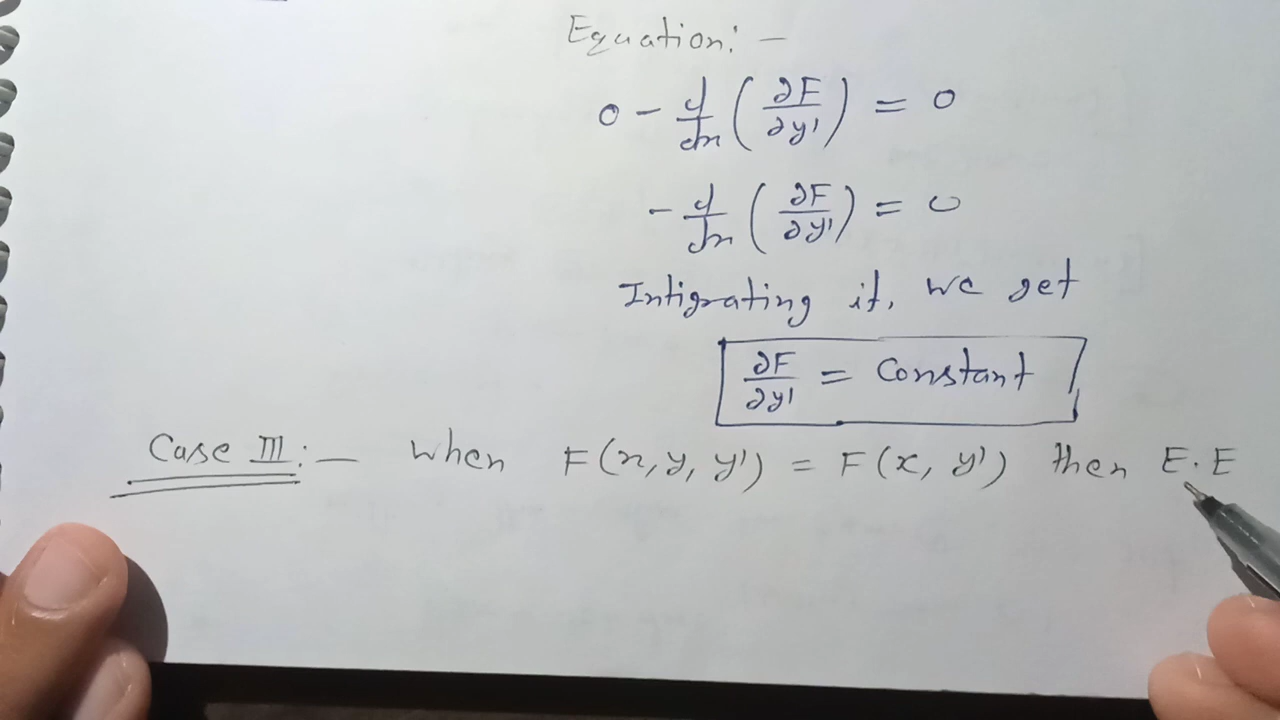 Equation:-
0 - d/dx (∂F/∂y') = 0
- d/dx (∂F/∂y') = 0
Intigrating it, we get
∂F/∂y' = Constant
Case III:- when F(x, y, y') = F(x, y') then E.E